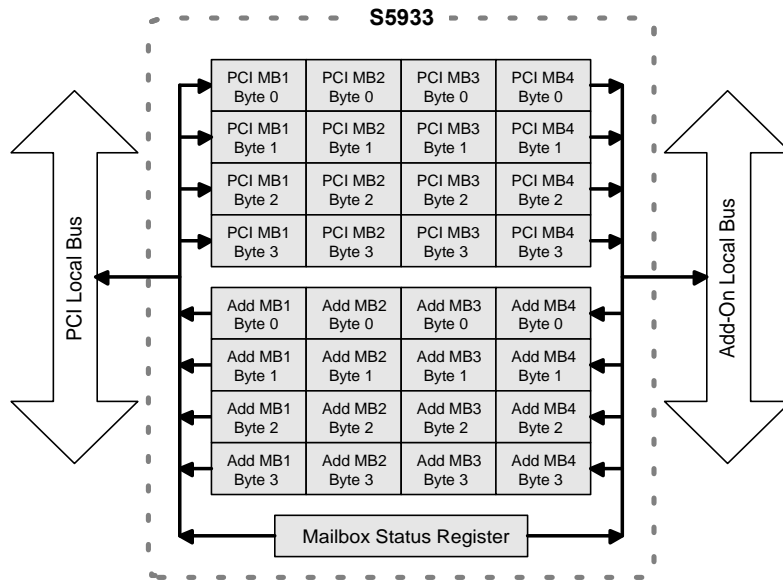 S5933
PCI MB1 PCI MB2 PCI MB3 PCI MB4
Byte 0 Byte 0 Byte 0 Byte 0
PCI MB1 PCI MB2 PCI MB3 PCI MB4
Byte 1 Byte 1 Byte 1 Byte 1
PCI MB1 PCI MB2 PCI MB3 PCI MB4
Byte 2 Byte 2 Byte 2 Byte 2
PCI MB1 PCI MB2 PCI MB3 PCI MB4
Byte 3 Byte 3 Byte 3 Byte 3
PCI Local Bus
Add-On Local Bus
Add MB1 Add MB2 Add MB3 Add MB4
Byte 0 Byte 0 Byte 0 Byte 0
Add MB1 Add MB2 Add MB3 Add MB4
Byte 1 Byte 1 Byte 1 Byte 1
Add MB1 Add MB2 Add MB3 Add MB4
Byte 2 Byte 2 Byte 2 Byte 2
Add MB1 Add MB2 Add MB3 Add MB4
Byte 3 Byte 3 Byte 3 Byte 3
Mailbox Status Register